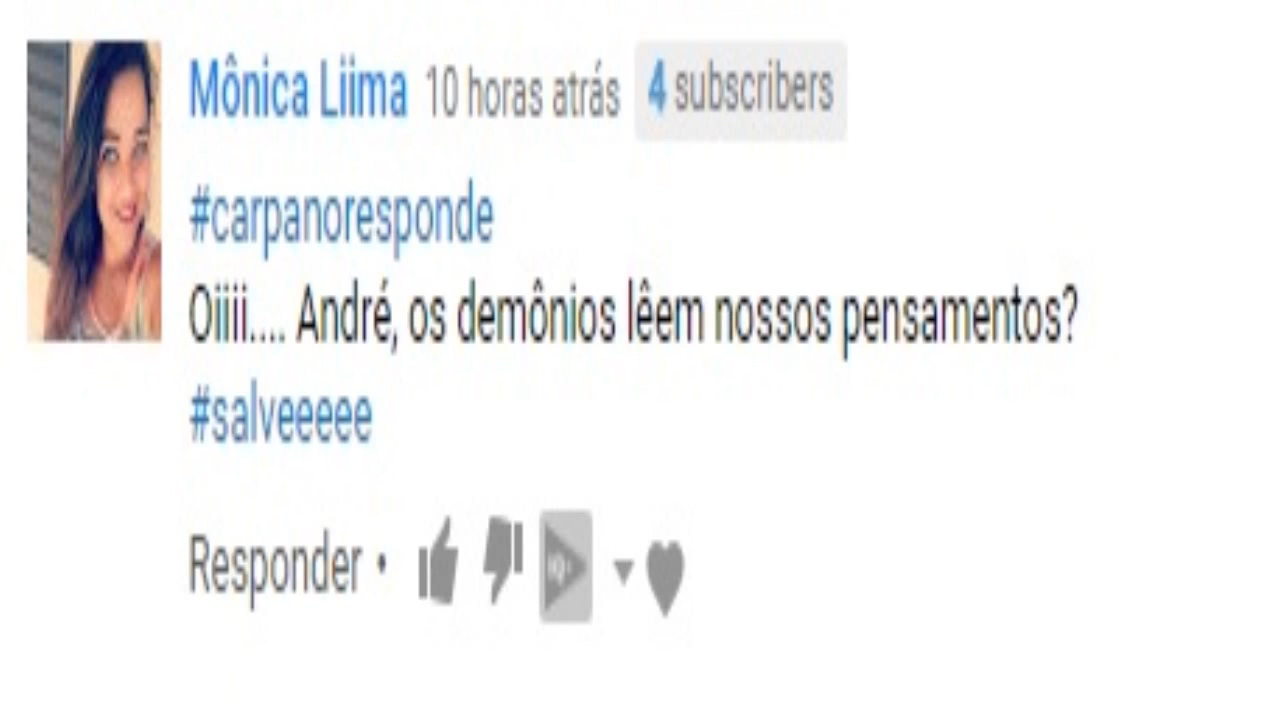 Mônica Liima 10 horas atrás 4 subscribers
#carpanoresponde
Oiiii.... André, os demônios lêem nossos pensamentos?
#salveeeee
Responder •